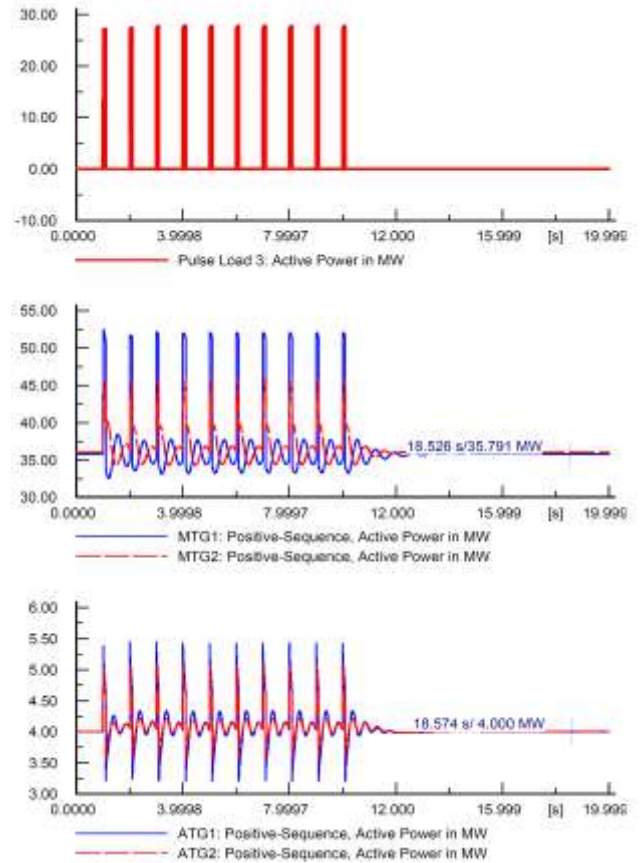 30.00
20.00
10.00
0.00
-10.00
0.0000 3.9998 7.9997 12.000 15.999 [s] 19.999
Pulse Load 3: Active Power in MW
55.00
50.00
45.00
40.00
35.00
30.00
18.526 s/35.791 MW
0.0000 3.9998 7.9997 12.000 15.999 [s] 19.999
MTG1: Positive-Sequence, Active Power in MW
MTG2: Positive-Sequence, Active Power in MW
6.00
5.50
5.00
4.50
4.00
3.50
3.00
18.574 s/ 4.000 MW
0.0000 3.9998 7.9997 12.000 15.999 [s] 19.999
ATG1: Positive-Sequence, Active Power in MW
ATG2: Positive-Sequence, Active Power in MW